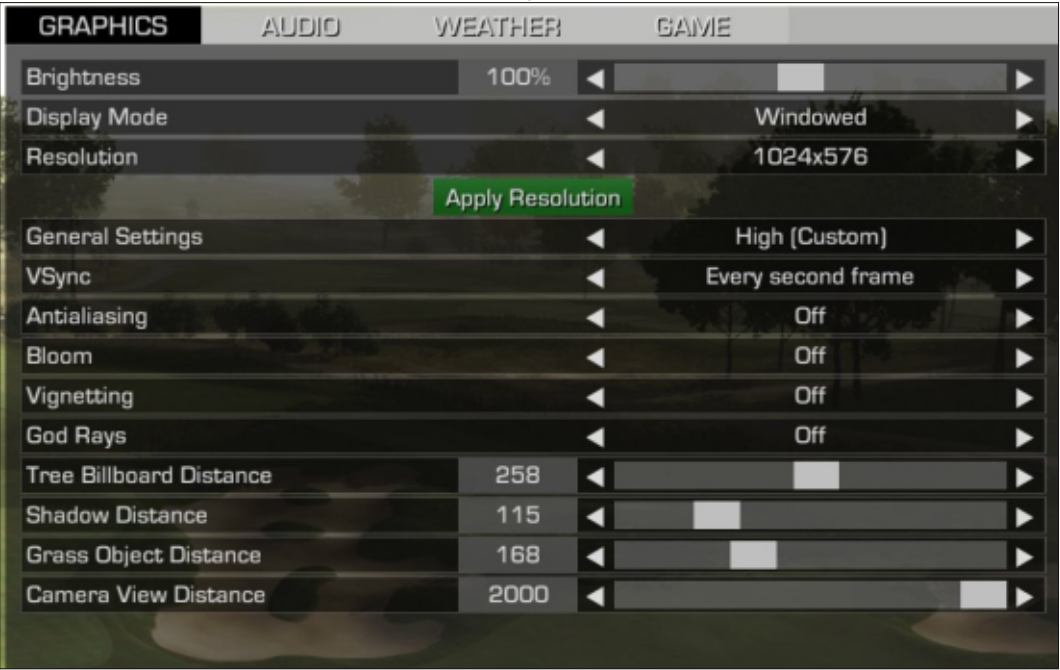 GRAPHICS AUDIO WEATHER GAME
Brightness 100%
Display Mode Windowed
Resolution 1024x576
Apply Resolution
General Settings High (Custom)
VSync Every second frame
Antialiasing Off
Bloom Off
Vignetting Off
God Rays Off
Tree Billboard Distance 258
Shadow Distance 115
Grass Object Distance 168
Camera View Distance 2000